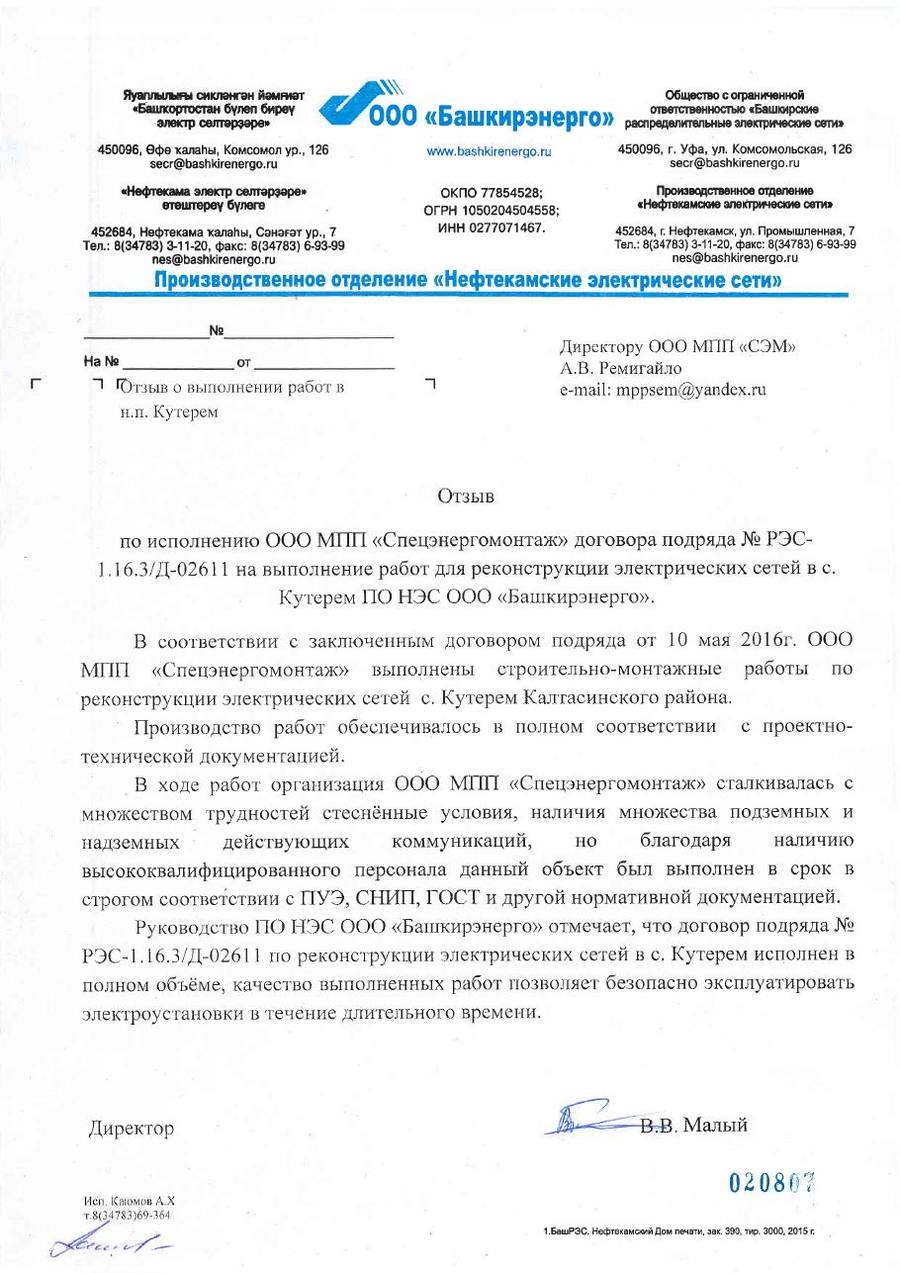 Яуаплылығы сикләнгән йәмғиәт
«Башкортостан бүлеп биреү
электр селтәрҙәре»
450096, Өфе ҡалаһы, Комсомол ур., 126
secr@bashkirenergo.ru
«Нефтекама электр селтәрҙәре»
етештереү бүлеге
452684, Нефтекама ҡалаһы, Сәнәғәт ур., 7
Тел.: 8(34783) 3-11-20, факс: 8(34783) 6-93-99
nes@bashkirenergo.ru
ООО «Башкирэнерго»
www.bashkirenergo.ru
ОКПО 77854528;
ОГРН 1050204504558;
ИНН 0277071467.
Общество с ограниченной
ответственностью «Башкирские
распределительные электрические сети»
450096, г. Уфа, ул. Комсомольская, 126
secr@bashkirenergo.ru
Производственное отделение
«Нефтекамские электрические сети»
452684, г. Нефтекамск, ул. Промышленная, 7
Тел.: 8(34783) 3-11-20, факс: 8(34783) 6-93-99
nes@bashkirenergo.ru
Производственное отделение «Нефтекамские электрические сети»
№
На № от
Отзыв о выполнении работ в
н.п. Кутерем
Директору ООО МПП «СЭМ»
А.В. Ремигайло
e-mail: mppsem@yandex.ru
Отзыв
по исполнению ООО МПП «Спецэнергомонтаж» договора подряда № РЭС-
1.16.3/Д-02611 на выполнение работ для реконструкции электрических сетей в с.
Кутерем ПО НЭС ООО «Башкирэнерго».
В соответствии с заключенным договором подряда от 10 мая 2016г. ООО
МПП «Спецэнергомонтаж» выполнены строительно-монтажные работы по
реконструкции электрических сетей с. Кутерем Калтасинского района.
Производство работ обеспечивалось в полном соответствии с проектно-
технической документацией.
В ходе работ организация ООО МПП «Спецэнергомонтаж» сталкивалась с
множеством трудностей стеснённые условия, наличия множества подземных и
надземных действующих коммуникаций, но благодаря наличию
высококвалифицированного персонала данный объект был выполнен в срок в
строгом соответствии с ПУЭ, СНИП, ГОСТ и другой нормативной документацией.
Руководство ПО НЭС ООО «Башкирэнерго» отмечает, что договор подряда №
РЭС-1.16.3/Д-02611 по реконструкции электрических сетей в с. Кутерем исполнен в
полном объёме, качество выполненных работ позволяет безопасно эксплуатировать
электроустановки в течение длительного времени.
Директор
В.В. Малый
020807
Исп. Каюмов А.Х
т.8(34783)69-364
1.БашРЭС. Нефтекамский Дом печати, зак. 390, тир. 3000, 2015 г.